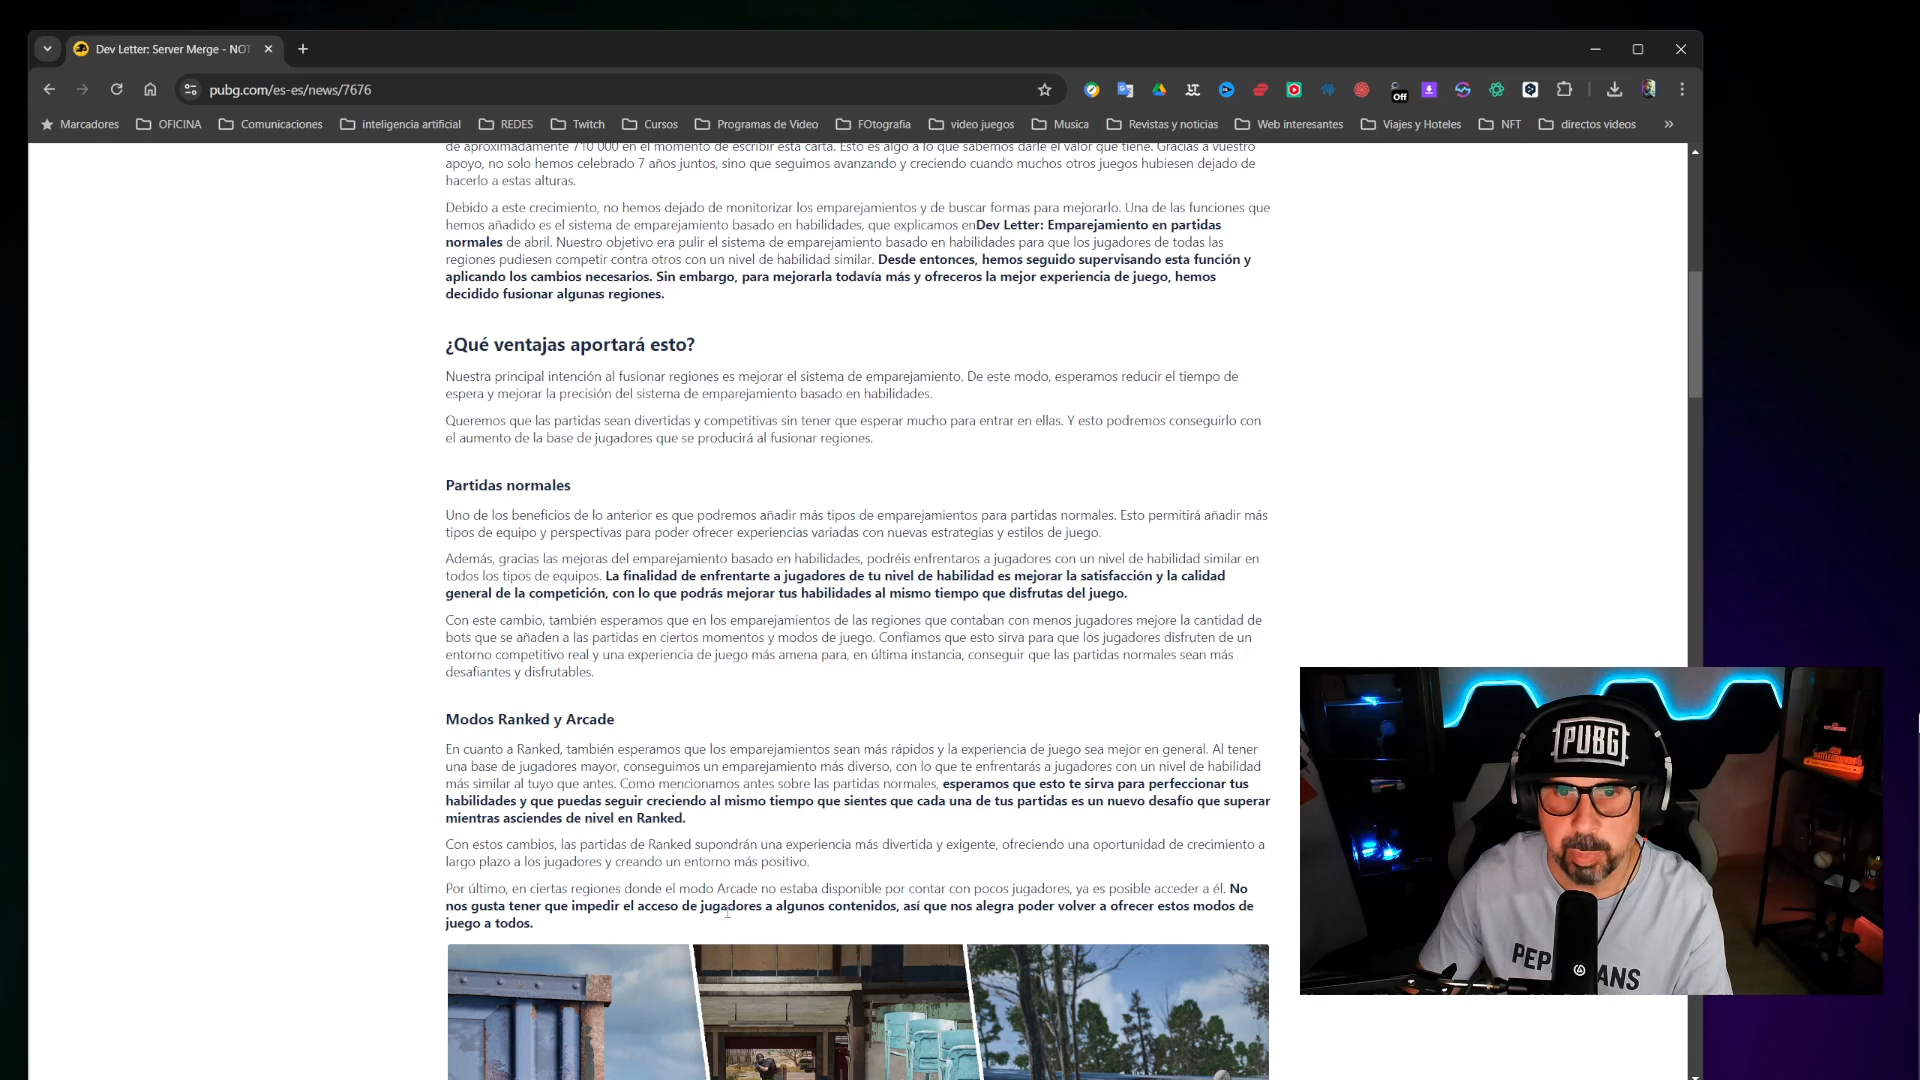 Dev Letter: Server Merge - NOT
pubg.com/es-es/news/7676
Off
Marcadores
OFICINA
Comunicaciones
inteligencia artificial
REDES
Twitch
Cursos
Programas de Video
FOtografia
video juegos
Musica
Revistas y noticias
Web interesantes
Viajes y Hoteles
NFT
directos videos
de aproximadamente 710 000 en el momento de escribir esta carta. Esto es algo a lo que sabemos darle el valor que tiene. Gracias a vuestro
apoyo, no solo hemos celebrado 7 años juntos, sino que seguimos avanzando y creciendo cuando muchos otros juegos hubiesen dejado de
hacerlo a estas alturas.
Debido a este crecimiento, no hemos dejado de monitorizar los emparejamientos y de buscar formas para mejorarlo. Una de las funciones que
hemos añadido es el sistema de emparejamiento basado en habilidades, que explicamos enDev Letter: Emparejamiento en partidas
normales de abril. Nuestro objetivo era pulir el sistema de emparejamiento basado en habilidades para que los jugadores de todas las
regiones pudiesen competir contra otros con un nivel de habilidad similar. Desde entonces, hemos seguido supervisando esta función y
aplicando los cambios necesarios. Sin embargo, para mejorarla todavía más y ofreceros la mejor experiencia de juego, hemos
decidido fusionar algunas regiones.
¿Qué ventajas aportará esto?
Nuestra principal intención al fusionar regiones es mejorar el sistema de emparejamiento. De este modo, esperamos reducir el tiempo de
espera y mejorar la precisión del sistema de emparejamiento basado en habilidades.
Queremos que las partidas sean divertidas y competitivas sin tener que esperar mucho para entrar en ellas. Y esto podremos conseguirlo con
el aumento de la base de jugadores que se producirá al fusionar regiones.
Partidas normales
Uno de los beneficios de lo anterior es que podremos añadir más tipos de emparejamientos para partidas normales. Esto permitirá añadir más
tipos de equipo y perspectivas para poder ofrecer experiencias variadas con nuevas estrategias y estilos de juego.
Además, gracias las mejoras del emparejamiento basado en habilidades, podréis enfrentaros a jugadores con un nivel de habilidad similar en
todos los tipos de equipos. La finalidad de enfrentarte a jugadores de tu nivel de habilidad es mejorar la satisfacción y la calidad
general de la competición, con lo que podrás mejorar tus habilidades al mismo tiempo que disfrutas del juego.
Con este cambio, también esperamos que en los emparejamientos de las regiones que contaban con menos jugadores mejore la cantidad de
bots que se añaden a las partidas en ciertos momentos y modos de juego. Confiamos que esto sirva para que los jugadores disfruten de un
entorno competitivo real y una experiencia de juego más amena para, en última instancia, conseguir que las partidas normales sean más
desafiantes y disfrutables.
Modos Ranked y Arcade
En cuanto a Ranked, también esperamos que los emparejamientos sean más rápidos y la experiencia de juego sea mejor en general. Al tener
una base de jugadores mayor, conseguimos un emparejamiento más diverso, con lo que te enfrentarás a jugadores con un nivel de habilidad
más similar al tuyo que antes. Como mencionamos antes sobre las partidas normales, esperamos que esto te sirva para perfeccionar tus
habilidades y que puedas seguir creciendo al mismo tiempo que sientes que cada una de tus partidas es un nuevo desafío que superar
mientras asciendes de nivel en Ranked.
Con estos cambios, las partidas de Ranked supondrán una experiencia más divertida y exigente, ofreciendo una oportunidad de crecimiento a
largo plazo a los jugadores y creando un entorno más positivo.
Por último, en ciertas regiones donde el modo Arcade no estaba disponible por contar con pocos jugadores, ya es posible acceder a él. No
nos gusta tener que impedir el acceso de jugadores a algunos contenidos, así que nos alegra poder volver a ofrecer estos modos de
juego a todos.
PUBG